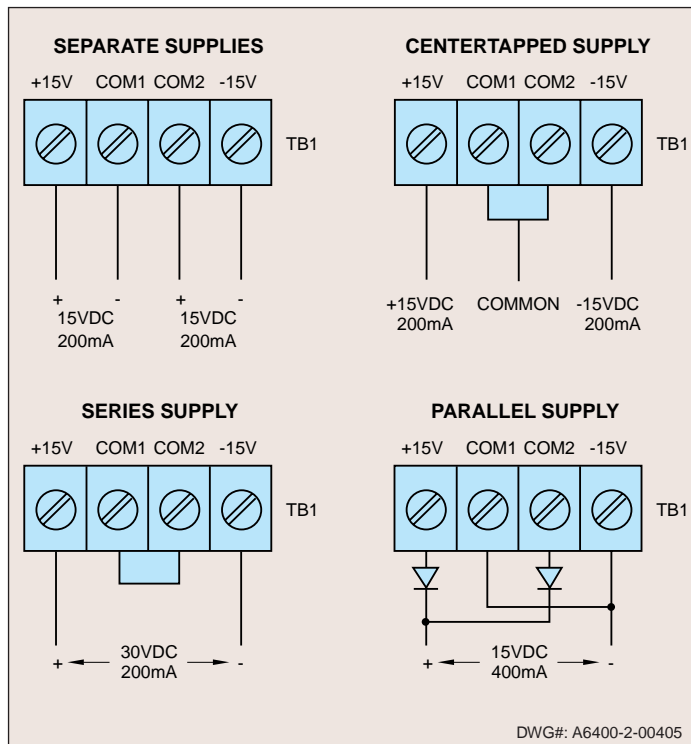 SEPARATE SUPPLIES
+15V COM1 COM2 -15V
TB1
+ - + -
15VDC 15VDC
200mA 200mA
CENTERTAPPED SUPPLY
+15V COM1 COM2 -15V
TB1
+15VDC COMMON -15VDC
200mA 200mA
SERIES SUPPLY
+15V COM1 COM2 -15V
TB1
+ 30VDC -
200mA
PARALLEL SUPPLY
+15V COM1 COM2 -15V
TB1
+ 15VDC -
400mA
DWG#: A6400-2-00405